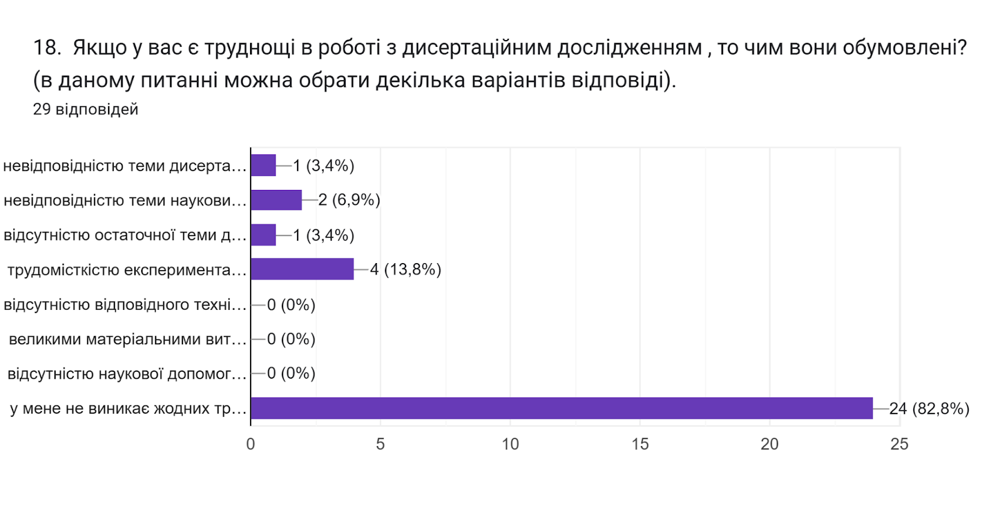 18. Якщо у вас є труднощі в роботі з дисертаційним дослідженням , то чим вони обумовлені?
(в даному питанні можна обрати декілька варіантів відповіді).
29 відповідей
невідповідністю теми дисерта… 1 (3,4%)
невідповідністю теми наукови… 2 (6,9%)
відсутністю остаточної теми д… 1 (3,4%)
трудомісткістю експеримента… 4 (13,8%)
відсутністю відповідного техні… 0 (0%)
великими матеріальними вит… 0 (0%)
відсутністю наукової допомог… 0 (0%)
у мене не виникає жодних тр… 24 (82,8%)
0 5 10 15 20 25